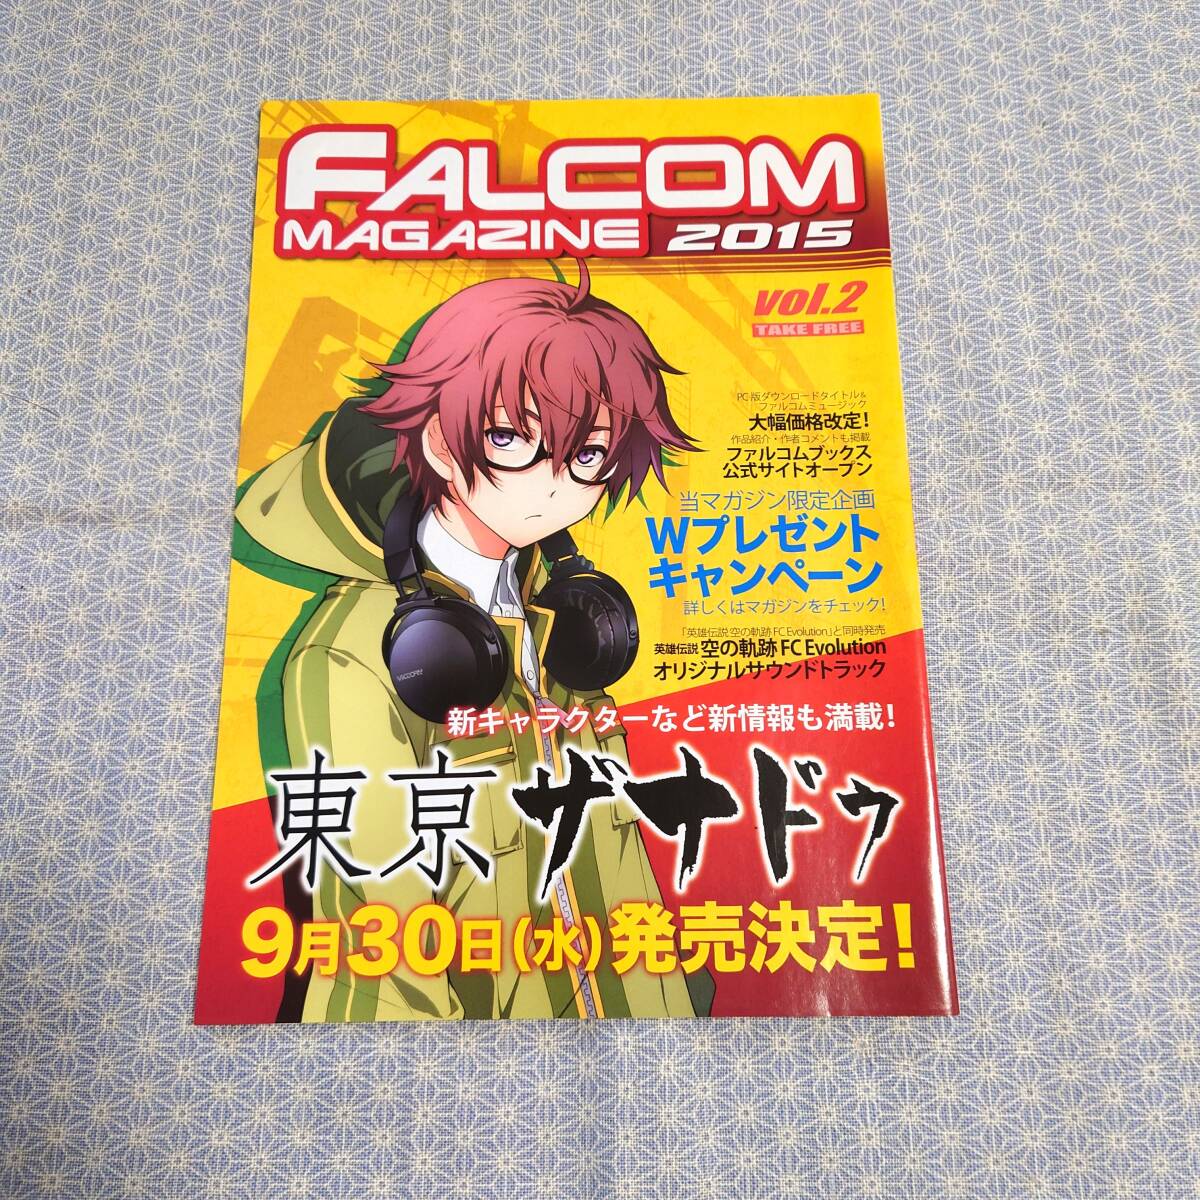 FALCOM
MAGAZINE 2015
vol.2
TAKE FREE
PC版ダウンロードタイトル&
ファルコムミュージック
大幅価格改定!
作品紹介・作者コメントも掲載
ファルコムブックス
公式サイトオープン
当マガジン限定企画
Wプレゼント
キャンペーン
詳しくはマガジンをチェック!
「英雄伝説 空の軌跡 FC Evolution」と同時発売
英雄伝説 空の軌跡 FC Evolution
オリジナルサウンドトラック
新キャラクターなど新情報も満載!
東亰ザナドゥ
9月30日(水)発売決定!